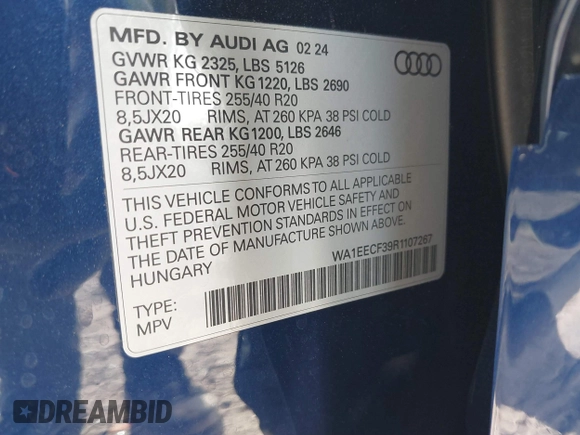 MFD. BY AUDI AG 02 24
GVWR KG 2325, LBS 5126
GAWR FRONT KG 1220, LBS 2690
FRONT-TIRES 255/40 R20
8,5JX20 RIMS, AT 260 KPA 38 PSI COLD
GAWR REAR KG 1200, LBS 2646
REAR-TIRES 255/40 R20
8,5JX20 RIMS, AT 260 KPA 38 PSI COLD
THIS VEHICLE CONFORMS TO ALL APPLICABLE
U.S. FEDERAL MOTOR VEHICLE SAFETY AND
THEFT PREVENTION STANDARDS IN EFFECT ON
THE DATE OF MANUFACTURE SHOWN ABOVE.
HUNGARY
WA1EECF39R1107267
TYPE:
MPV
DREAMBID